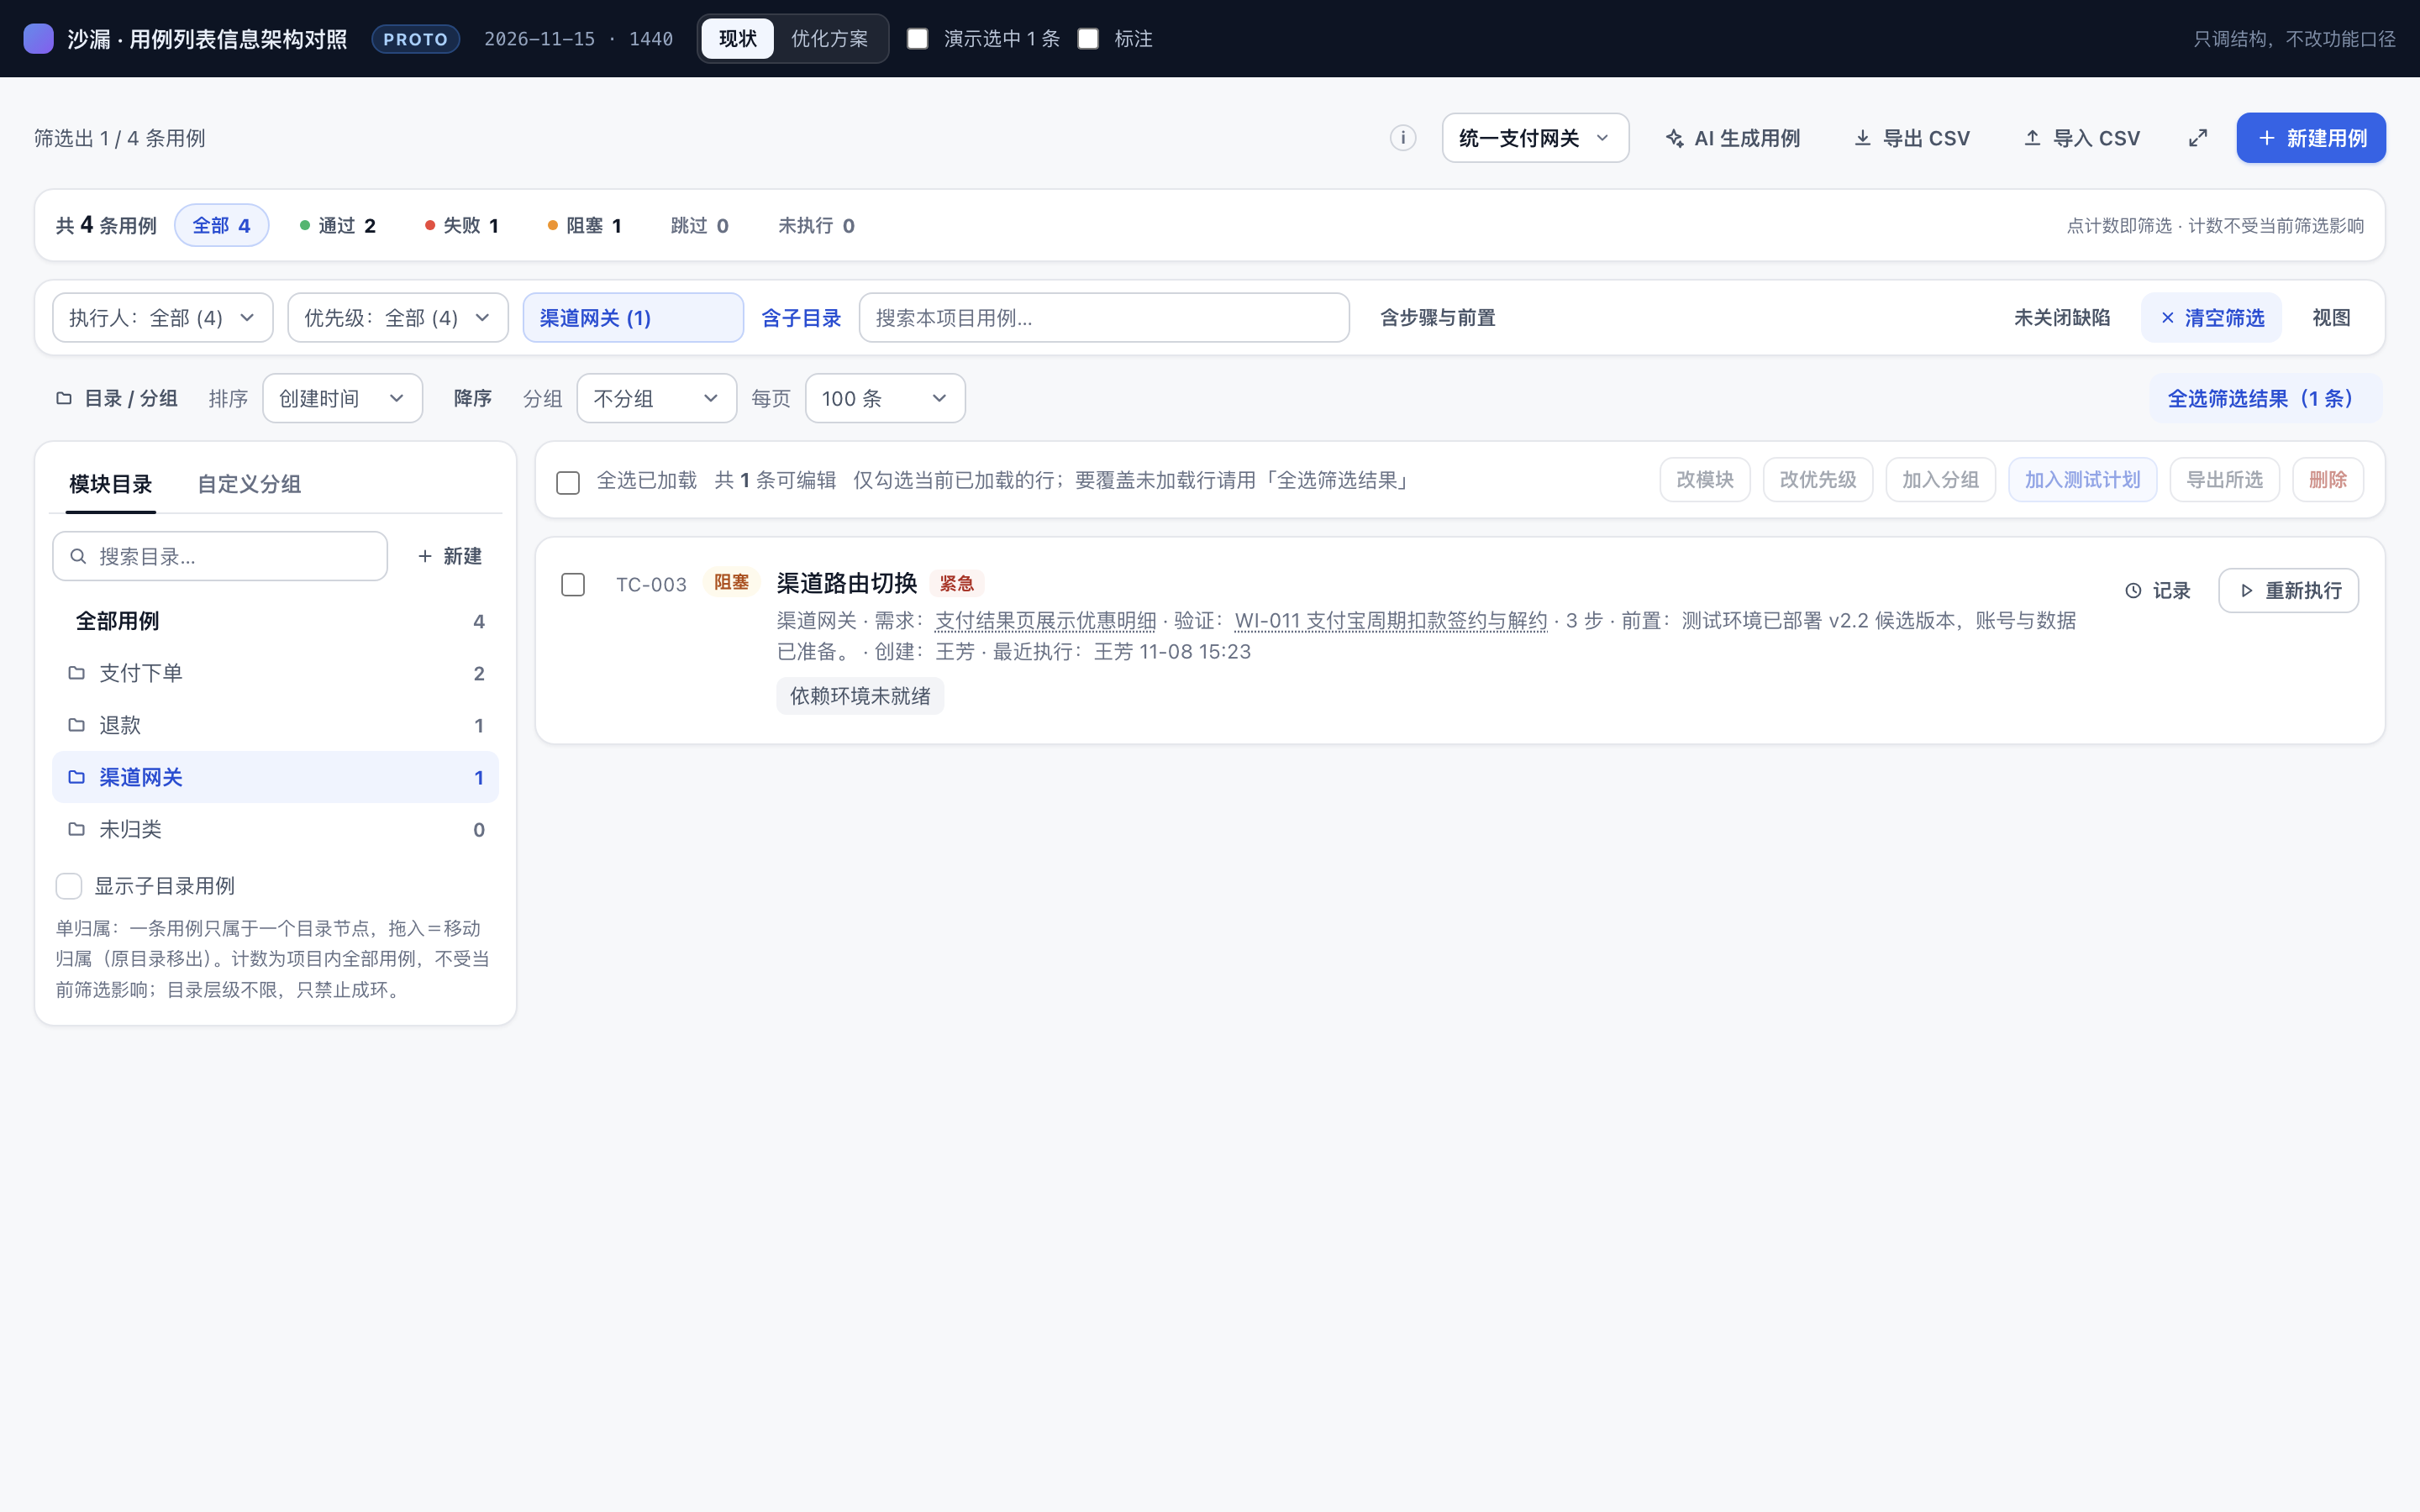 沙漏 · 用例列表信息架构对照 PROTO 2026-11-15 · 1440 现状 优化方案 演示选中 1 条 标注 只调结构，不改功能口径
筛选出 1 / 4 条用例 统一支付网关 AI 生成用例 导出 CSV 导入 CSV 新建用例
共 4 条用例 全部 4 通过 2 失败 1 阻塞 1 跳过 0 未执行 0 点计数即筛选 · 计数不受当前筛选影响
执行人：全部 (4) 优先级：全部 (4) 渠道网关 (1) 含子目录 搜索本项目用例... 含步骤与前置 未关闭缺陷 清空筛选 视图
目录 / 分组 排序 创建时间 降序 分组 不分组 每页 100 条 全选筛选结果（1 条）
模块目录 自定义分组
搜索目录... 新建
全部用例 4
支付下单 2
退款 1
渠道网关 1
未归类 0
显示子目录用例
单归属：一条用例只属于一个目录节点，拖入＝移动
归属（原目录移出）。计数为项目内全部用例，不受当
前筛选影响；目录层级不限，只禁止成环。
全选已加载 共 1 条可编辑 仅勾选当前已加载的行；要覆盖未加载行请用「全选筛选结果」 改模块 改优先级 加入分组 加入测试计划 导出所选 删除
TC-003 阻塞 渠道路由切换 紧急 记录 重新执行
渠道网关 · 需求：支付结果页展示优惠明细 · 验证：WI-011 支付宝周期扣款签约与解约 · 3 步 · 前置：测试环境已部署 v2.2 候选版本，账号与数据
已准备。 · 创建：王芳 · 最近执行：王芳 11-08 15:23
依赖环境未就绪